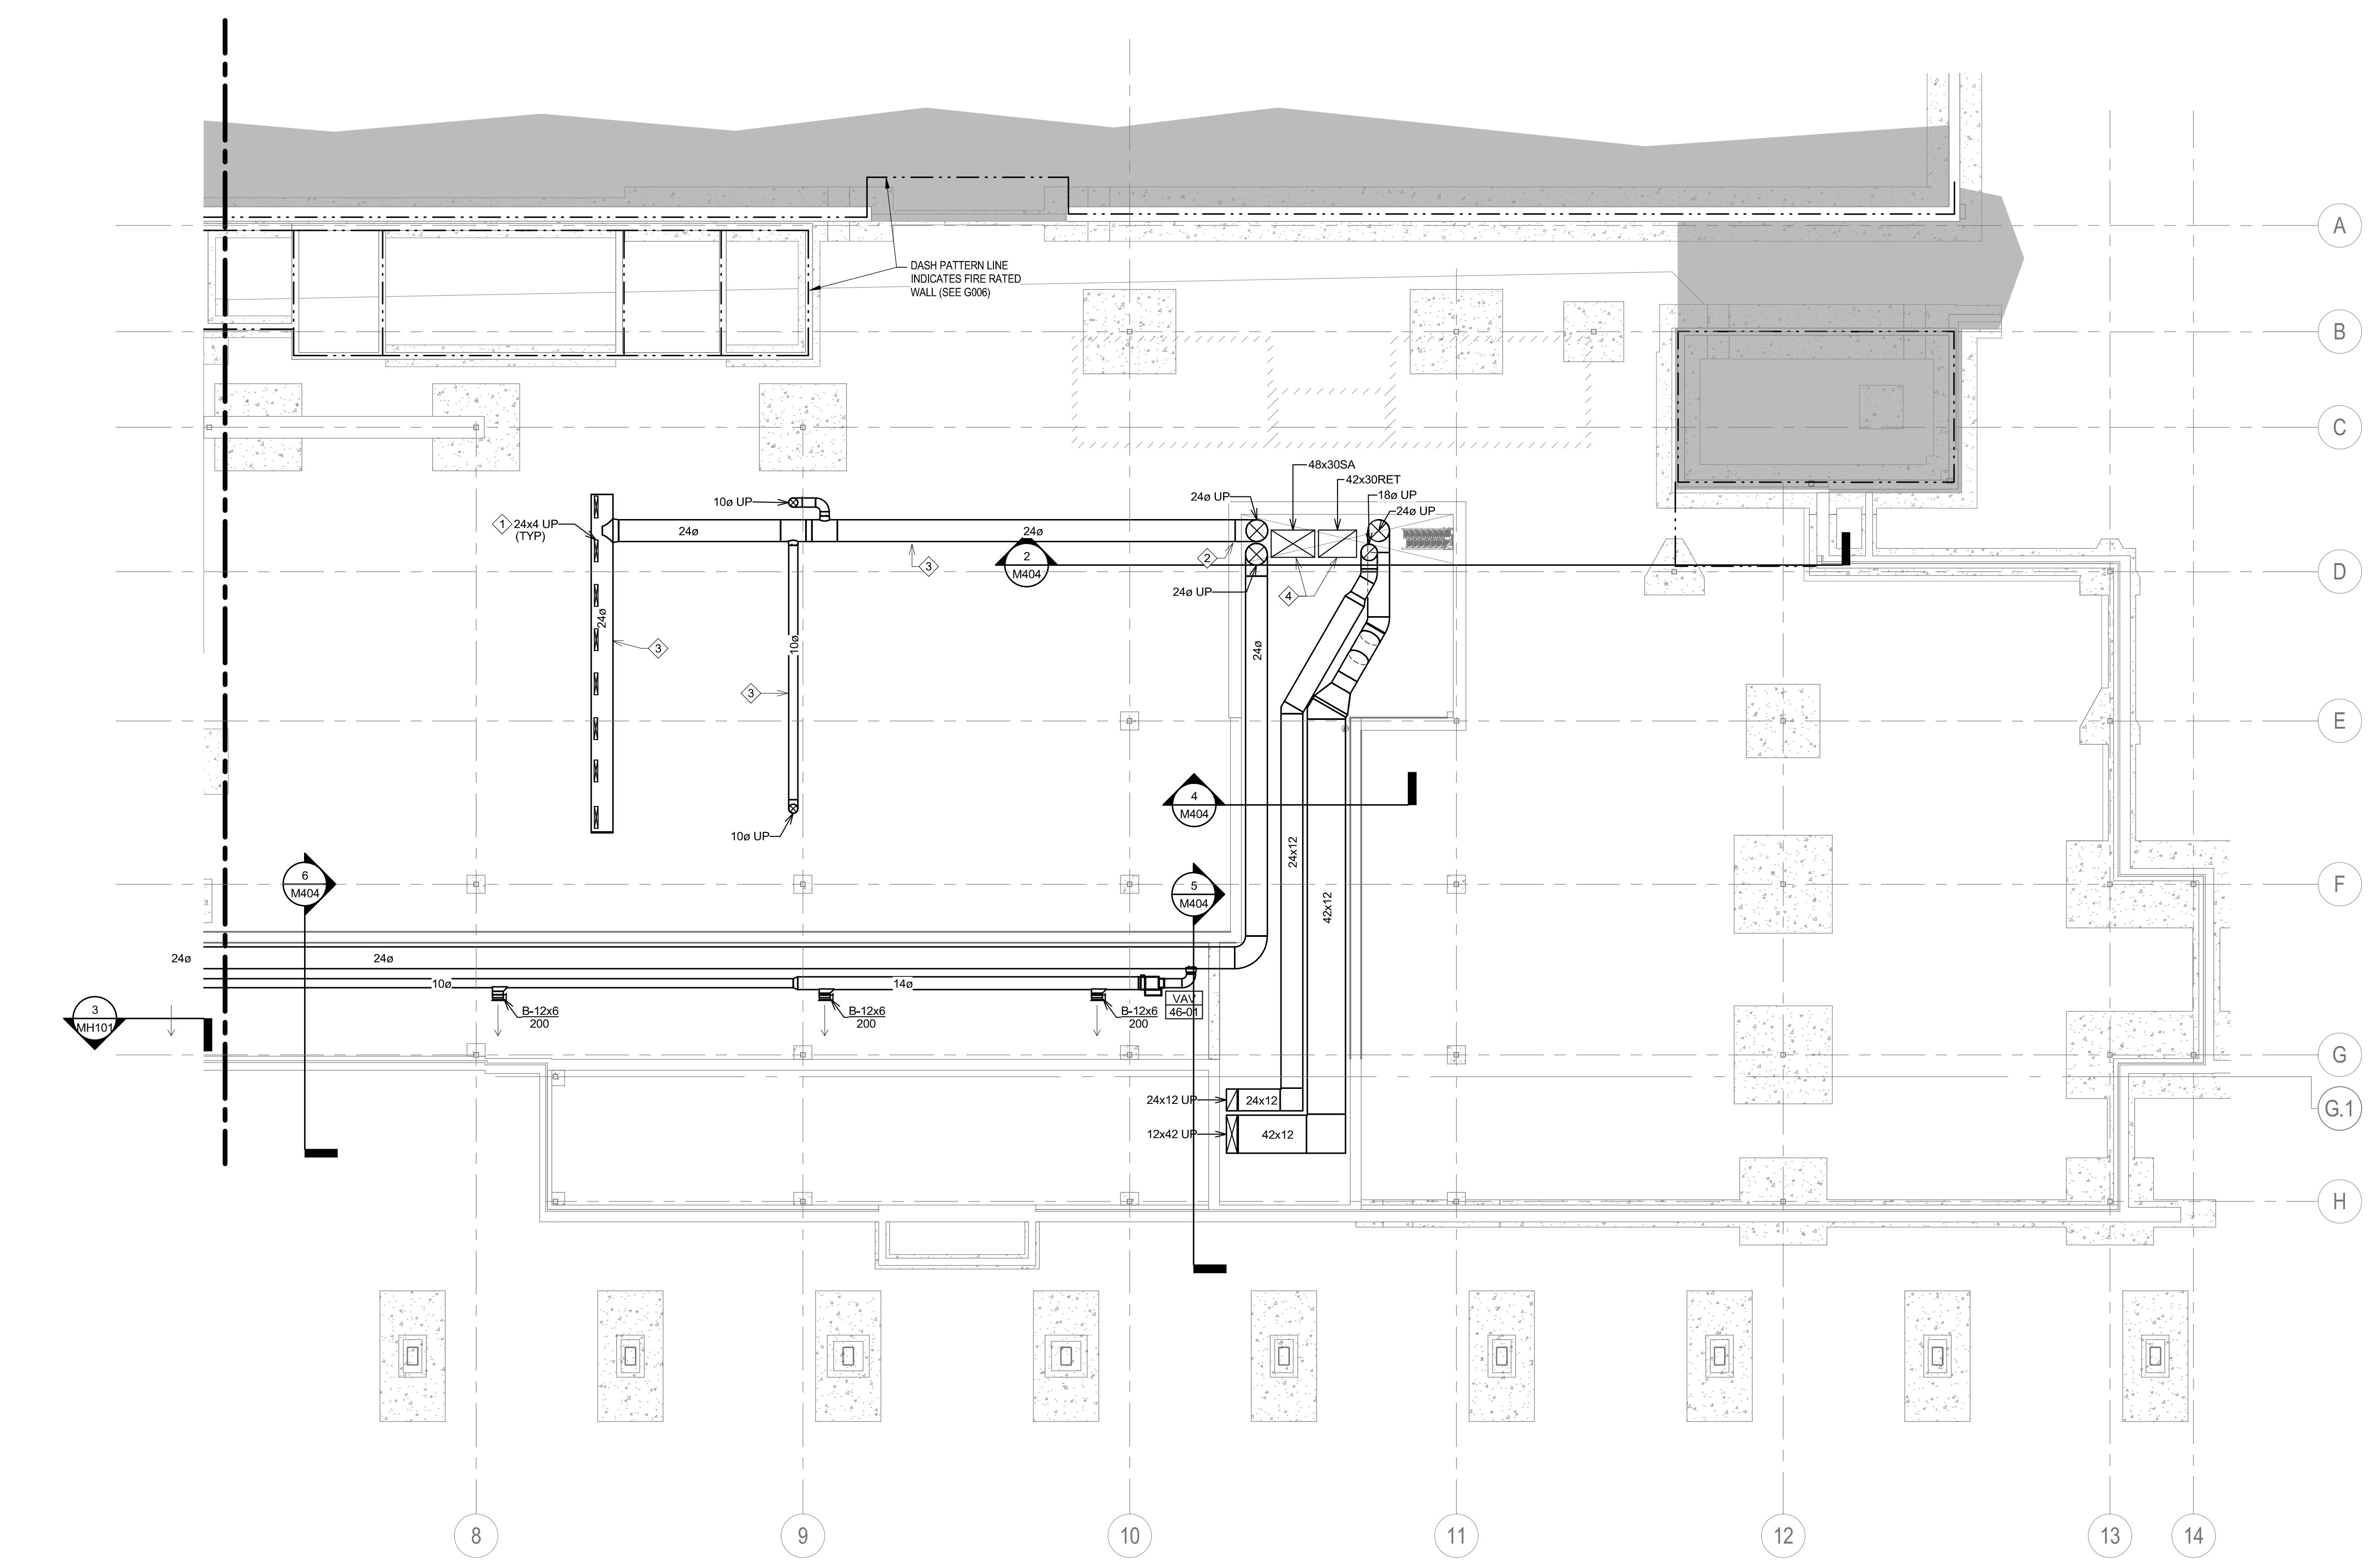 A
DASH PATTERN LINE
INDICATES FIRE RATED
WALL (SEE G006)
B
C
48x30SA
42x30RET
10ø UP
24ø UP
18ø UP
24ø UP
1
24x4 UP
(TYP)
24ø
24ø
2
3
2
M404
D
24ø UP
4
24ø
3
10ø
24ø
3
E
4
M404
10ø UP
24x12
6
M404
5
M404
F
42x12
24ø
24ø
10ø
14ø
VAV
46-01
3
MH101
B-12x6
200
B-12x6
200
B-12x6
200
G
24x12 UP
24x12
G.1
12x42 UP
42x12
H
8
9
10
11
12
13
14